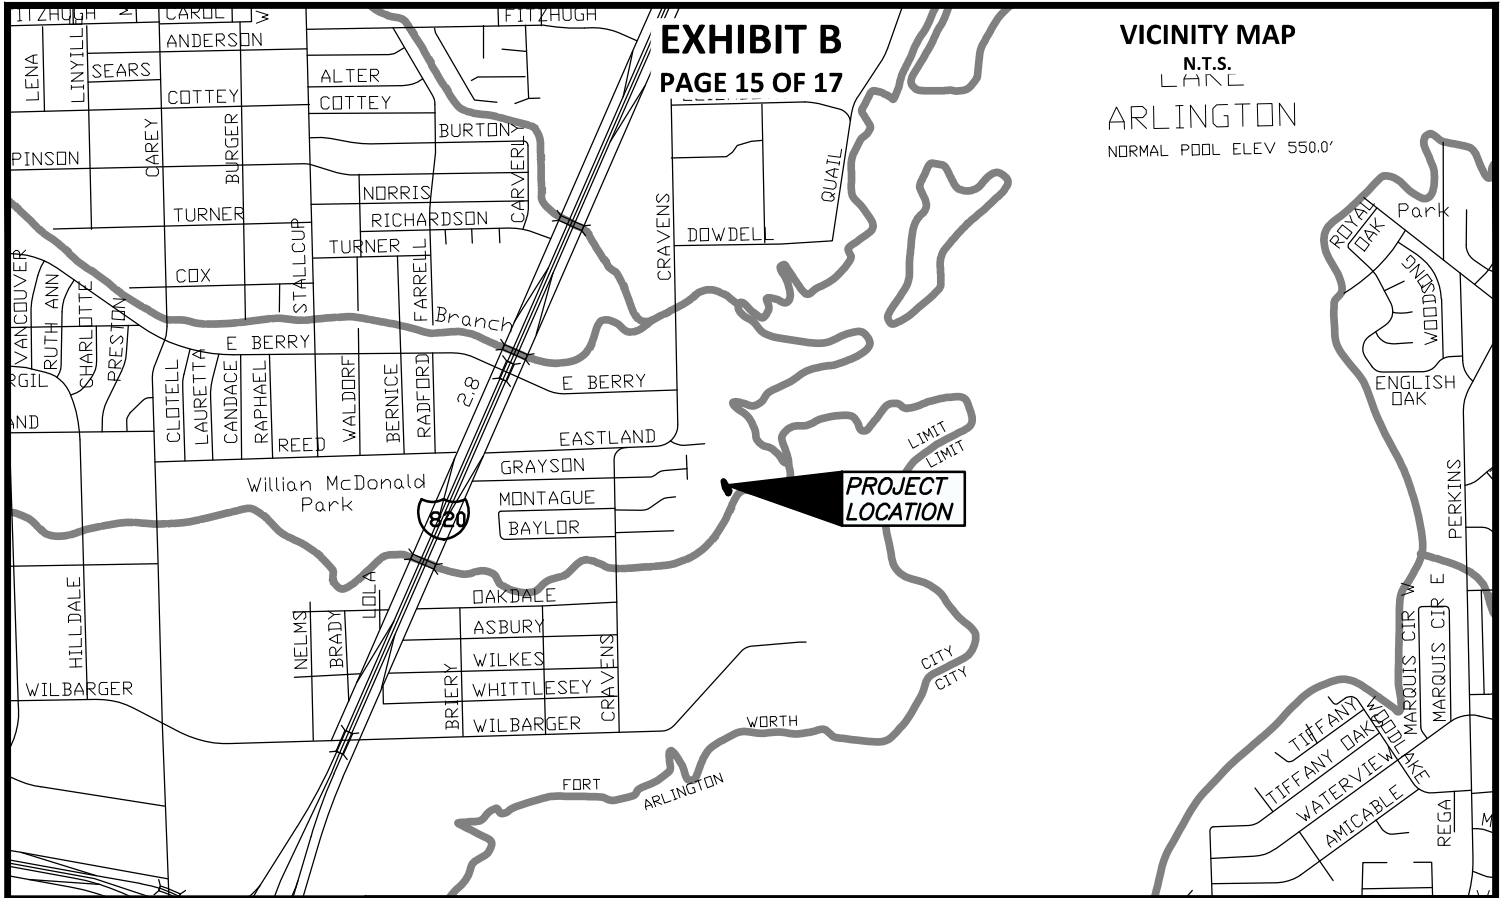 EXHIBIT B
PAGE 15 OF 17
VICINITY MAP
N.T.S.
LAKE
ARLINGTON
NORMAL POOL ELEV 550.0'
FITZHUGH
CAROL
FITZHUGH
LENA
ANDERSON
SEARS
ALTER
COTTEY
COTTEY
BURTON
CAREY
BURGER
PINSON
CARVERLY
QUAIL
NORRIS
TURNER
RICHARDSON
CRAVENS
DOWDELL
TURNER
STALLCUP
FARRELL
COX
VANCOUVER
RUTH ANN
CHARLOTTE
PRESTON
Branch
E BERRY
E BERRY
2.8
CLOTELL
LAURETTA
CANDACE
RAPHAEL
WALDORF
BERNICE
RADFORD
REED
EASTLAND
GRAYSON
Willian McDonald
Park
MONTAGUE
BAYLOR
820
LIMIT
LIMIT
PROJECT
LOCATION
ROYAL
OAK
Park
WOODSONG
ENGLISH
OAK
PERKINS
HILLDALE
LOLA
OAKDALE
NELMS
BRADY
ASBURY
WILKES
WHITTLESEY
WILBARGER
BRIERY
CRAVENS
WILBARGER
CITY
CITY
WORTH
FORT
ARLINGTON
MARQUIS CIR W
MARQUIS CIR E
TIFFANY
TIFFANY OAK
WOODLAKE
WATERVIEW
AMICABLE
REGA